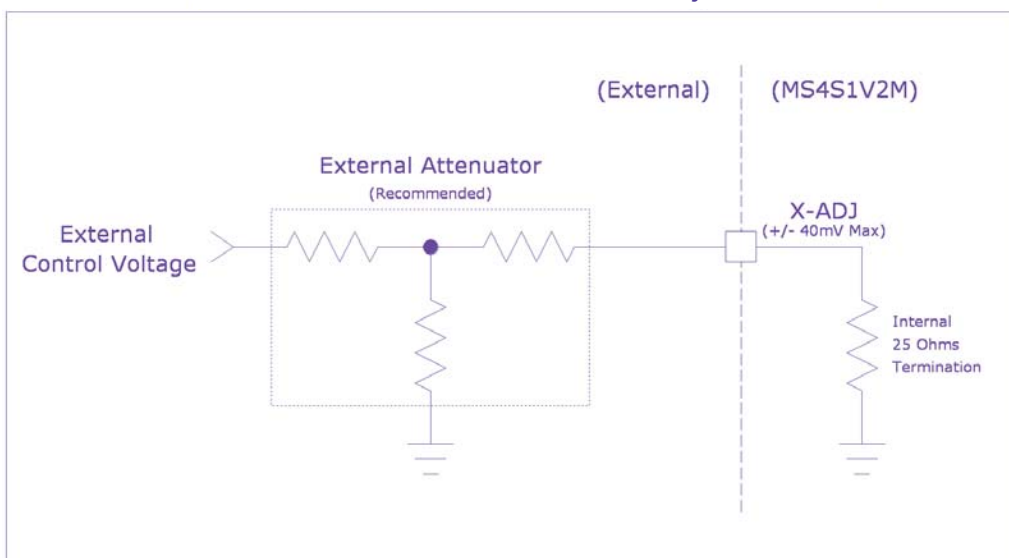 (External)
(MS4S1V2M)
External Attenuator
(Recommended)
External
Control Voltage
X-ADJ
(+/- 40mV Max)
Internal
25 Ohms
Termination